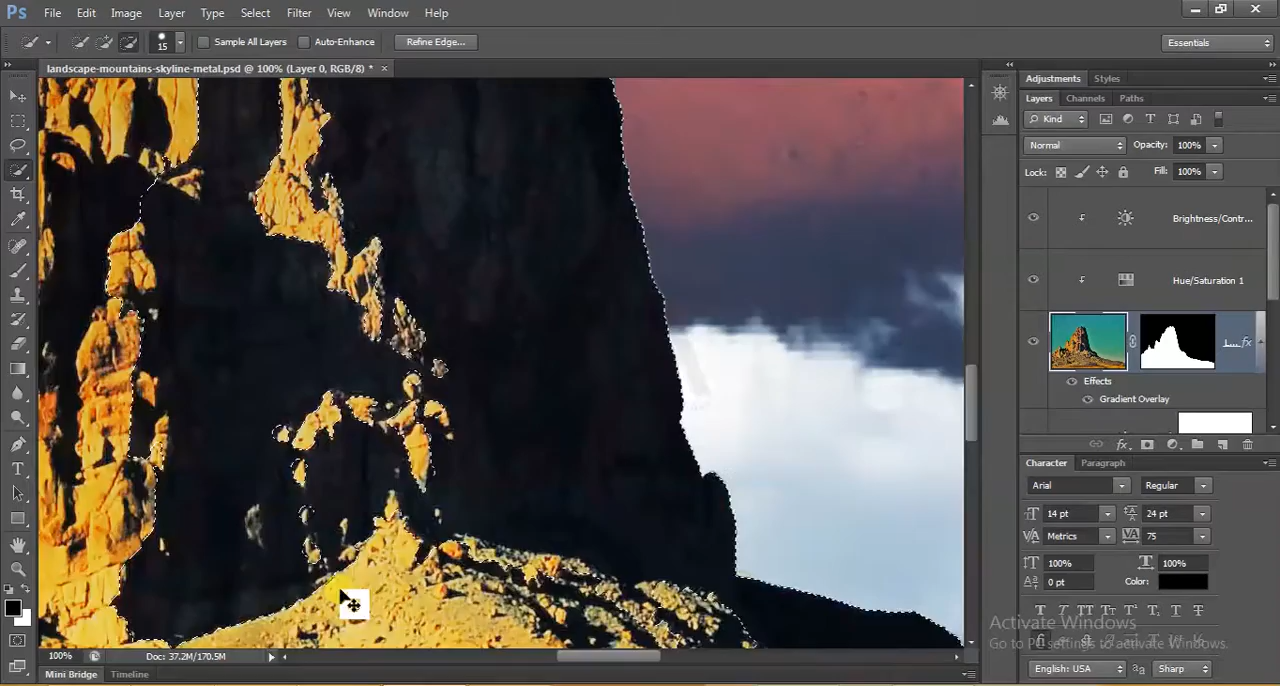 Ps File Edit Image Layer Type Select Filter View Window Help
15 Sample All Layers Auto-Enhance Refine Edge... Essentials
landscape-mountains-skyline-metal.psd @ 100% (Layer 0, RGB/8) *
Adjustments Styles
Layers Channels Paths
Kind
Normal Opacity: 100%
Lock: Fill: 100%
Brightness/Contr...
Hue/Saturation 1
fx
Effects
Gradient Overlay
fx
Character Paragraph
Arial Regular
14 pt 24 pt
Metrics 75
100% 100%
0 pt Color:
Activate Windows
Go to PC settings to activate Windows.
English: USA Sharp
100% Doc: 37.2M/170.5M
Mini Bridge Timeline